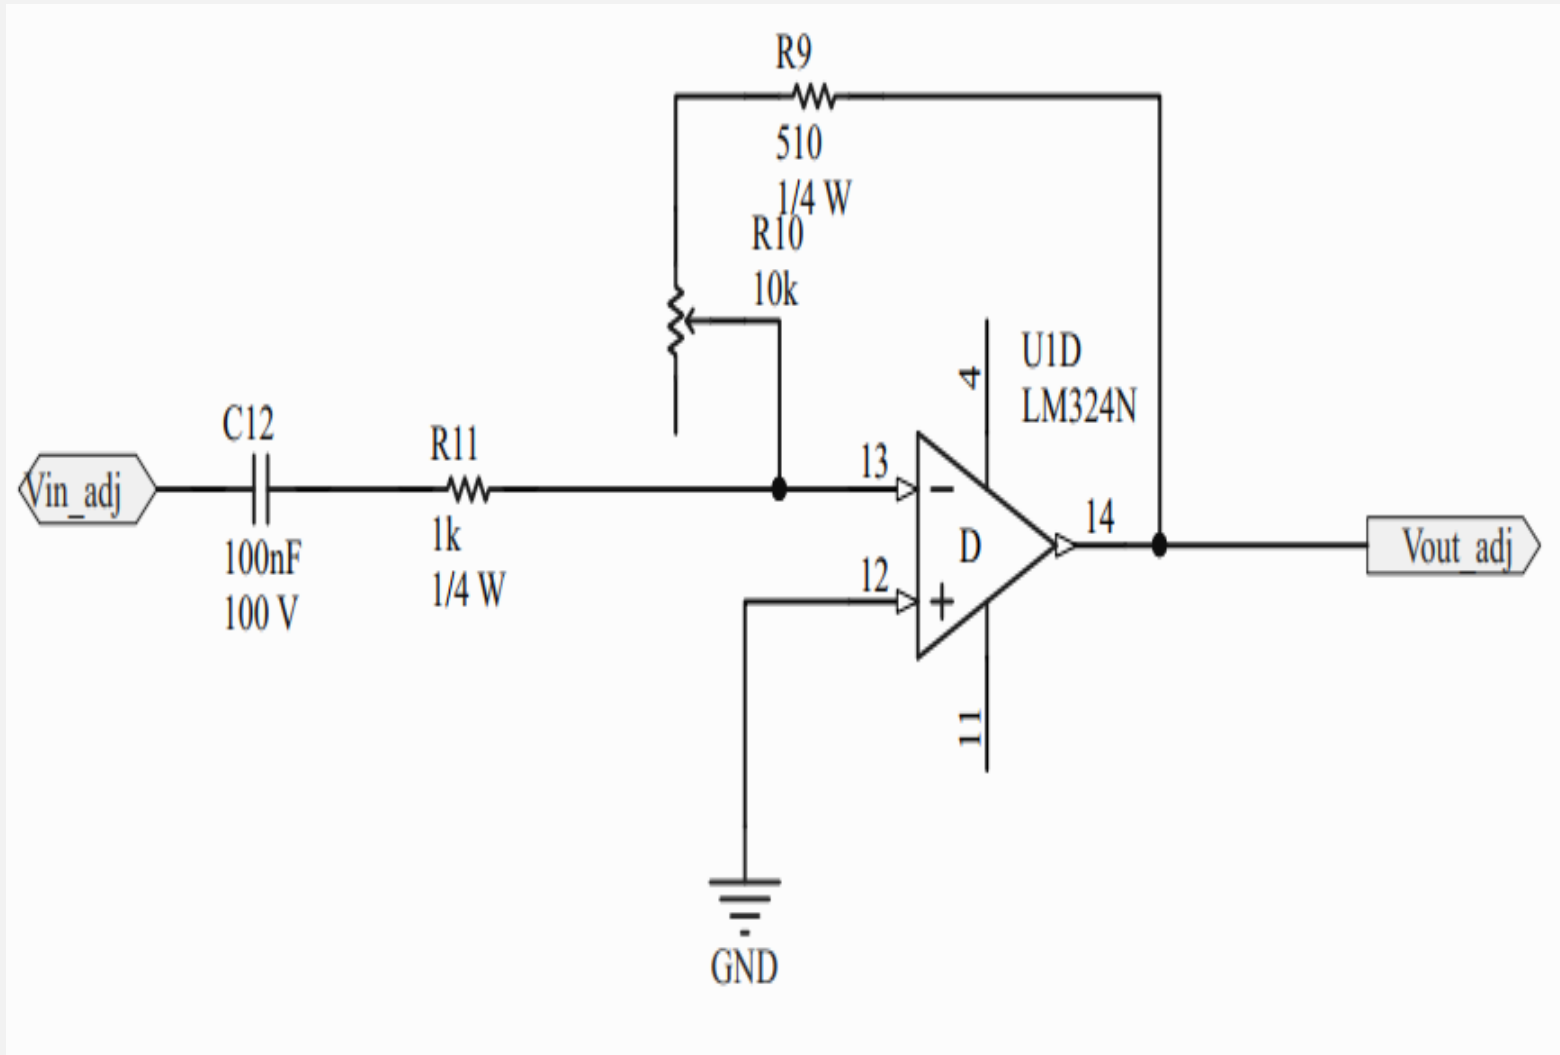 R9
510
1/4 W
R10
10k
U1D
LM324N
4
C12
R11
13
Vin_adj
−
14
1k
D
Vout_adj
100nF
1/4 W
12
100 V
+
11
GND